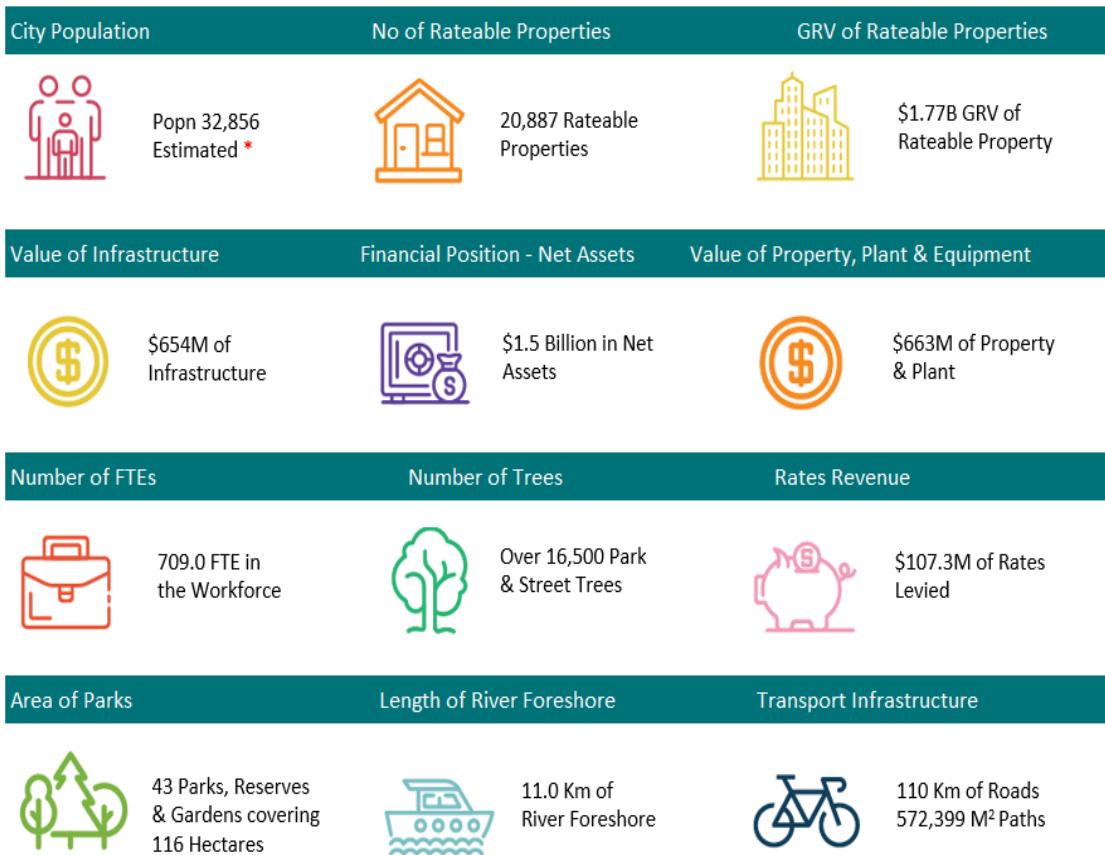 City Population
No of Rateable Properties
GRV of Rateable Properties
Popn 32,856
Estimated *
20,887 Rateable
Properties
$1.77B GRV of
Rateable Property
Value of Infrastructure
Financial Position - Net Assets
Value of Property, Plant & Equipment
$654M of
Infrastructure
$1.5 Billion in Net
Assets
$663M of Property
& Plant
Number of FTEs
Number of Trees
Rates Revenue
709.0 FTE in
the Workforce
Over 16,500 Park
& Street Trees
$107.3M of Rates
Levied
Area of Parks
Length of River Foreshore
Transport Infrastructure
43 Parks, Reserves
& Gardens covering
116 Hectares
11.0 Km of
River Foreshore
110 Km of Roads
572,399 M² Paths